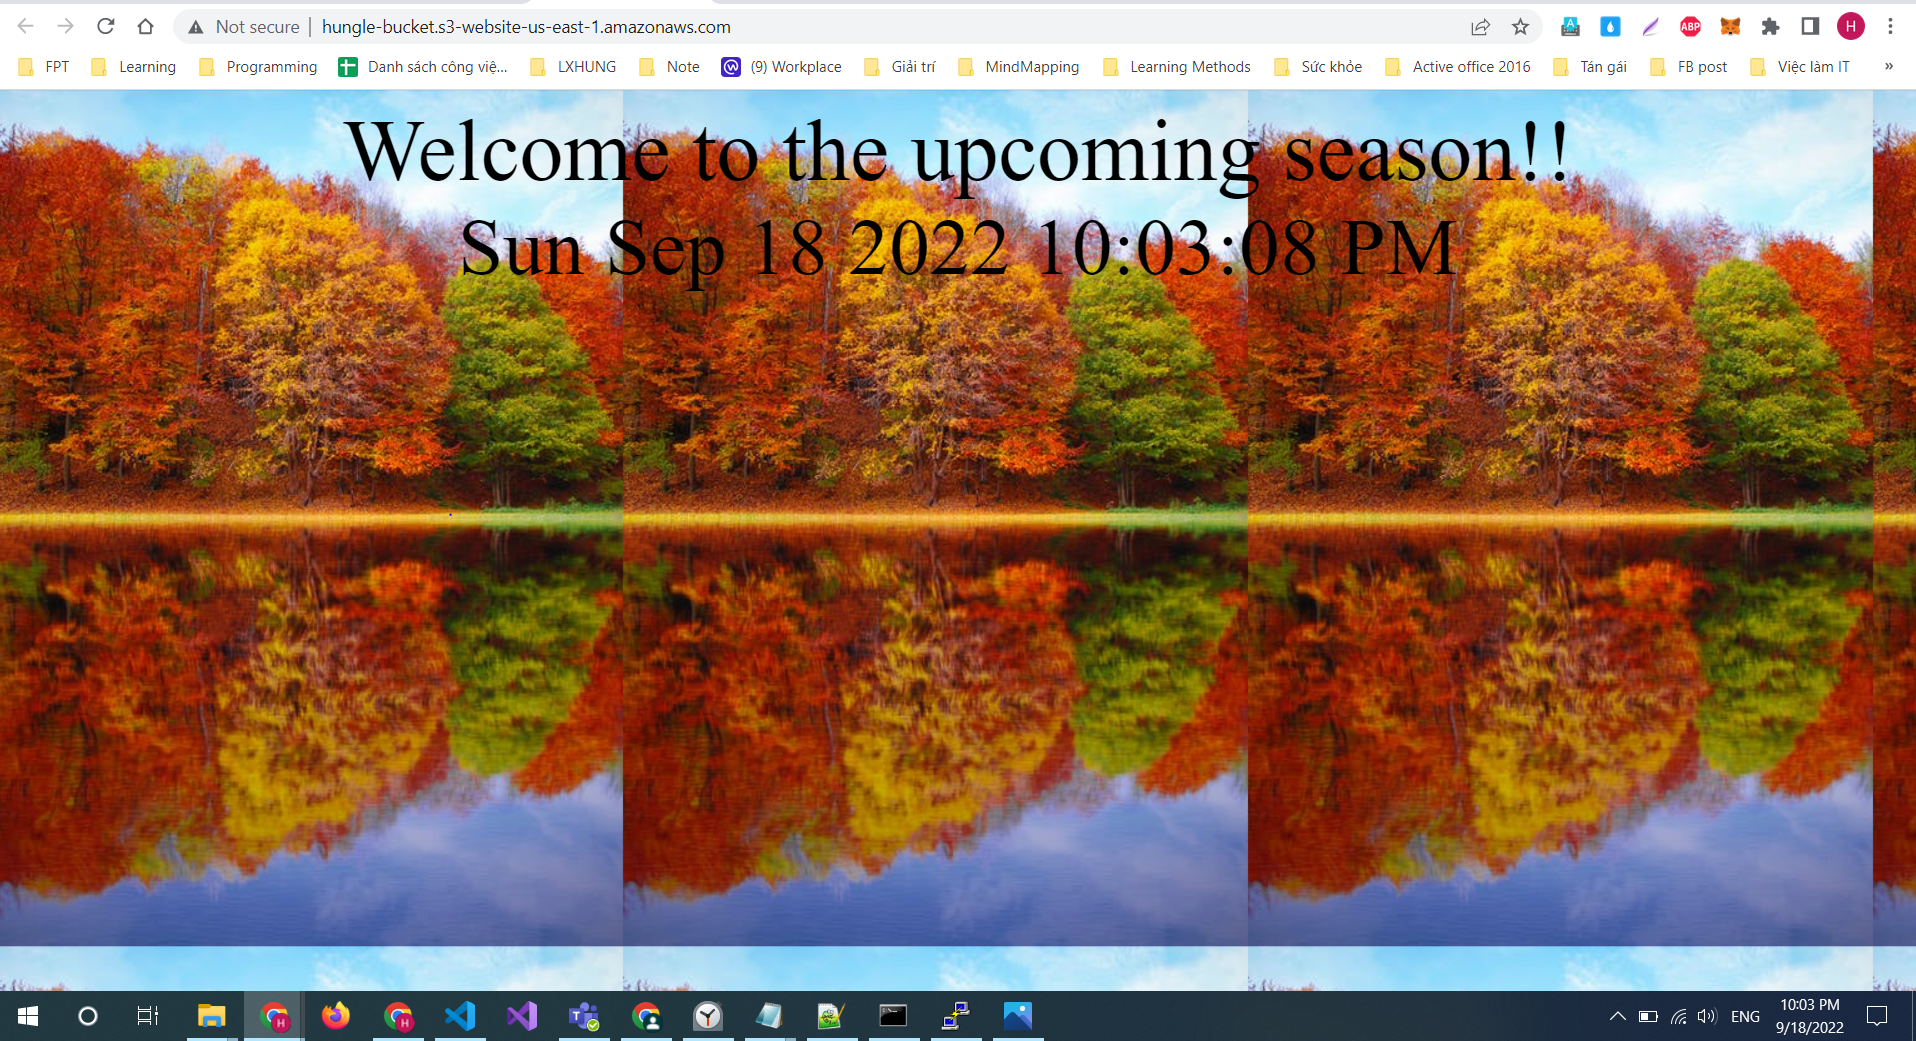 Not secure | hungle-bucket.s3-website-us-east-1.amazonaws.com
A ABP H
FPT Learning Programming Danh sách công việ... LXHUNG Note (9) Workplace Giải trí MindMapping Learning Methods Sức khỏe Active office 2016 Tán gái FB post Việc làm IT »
Welcome to the upcoming season!!
Sun Sep 18 2022 10:03:08 PM
ENG
10:03 PM
9/18/2022